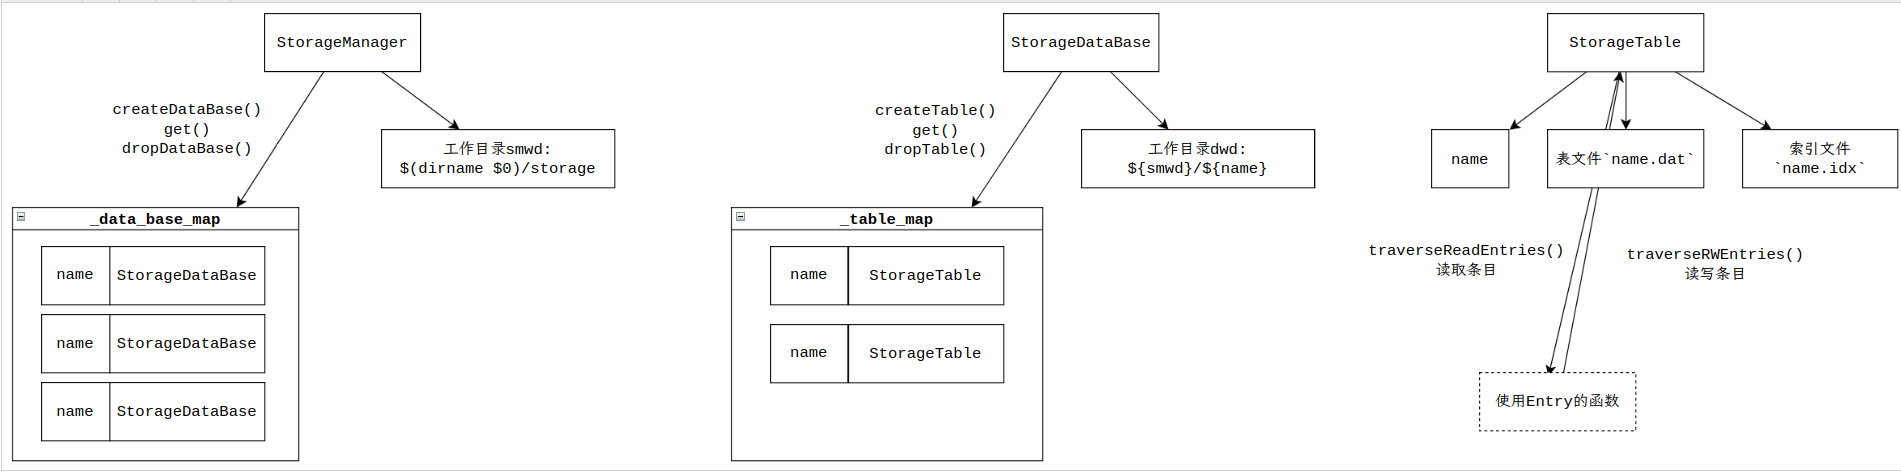 StorageManager
createDataBase()
get()
dropDataBase()
工作目录smwd:
$(dirname $0)/storage
_data_base_map
name
StorageDataBase
name
StorageDataBase
name
StorageDataBase
StorageDataBase
createTable()
get()
dropTable()
工作目录dwd:
${smwd}/${name}
_table_map
name
StorageTable
name
StorageTable
StorageTable
name
表文件`name.dat`
索引文件
`name.idx`
traverseReadEntries()
读取条目
traverseRWEntries()
读写条目
使用Entry的函数